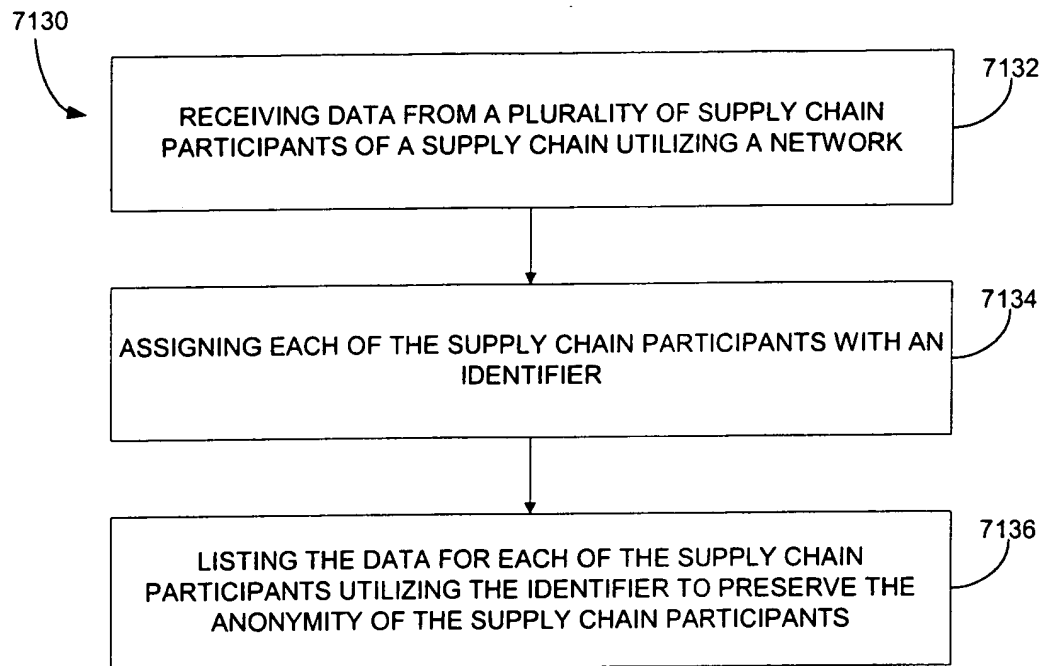 7130
7132
RECEIVING DATA FROM A PLURALITY OF SUPPLY CHAIN
PARTICIPANTS OF A SUPPLY CHAIN UTILIZING A NETWORK
7134
ASSIGNING EACH OF THE SUPPLY CHAIN PARTICIPANTS WITH AN
IDENTIFIER
7136
LISTING THE DATA FOR EACH OF THE SUPPLY CHAIN
PARTICIPANTS UTILIZING THE IDENTIFIER TO PRESERVE THE
ANONYMITY OF THE SUPPLY CHAIN PARTICIPANTS